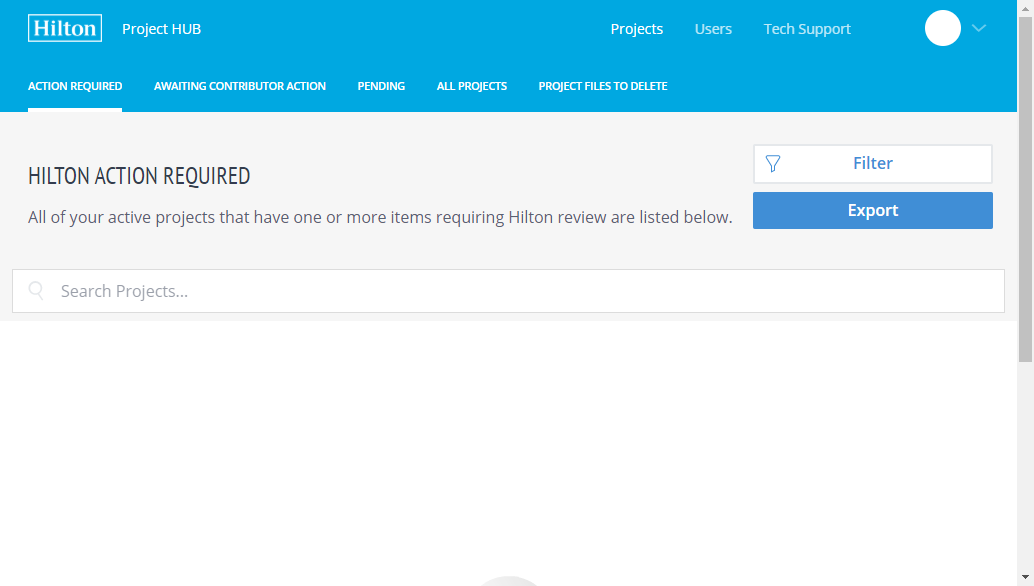 Hilton Project HUB Projects Users Tech Support
ACTION REQUIRED AWAITING CONTRIBUTOR ACTION PENDING ALL PROJECTS PROJECT FILES TO DELETE
HILTON ACTION REQUIRED
All of your active projects that have one or more items requiring Hilton review are listed below.
Filter
Export
Search Projects...